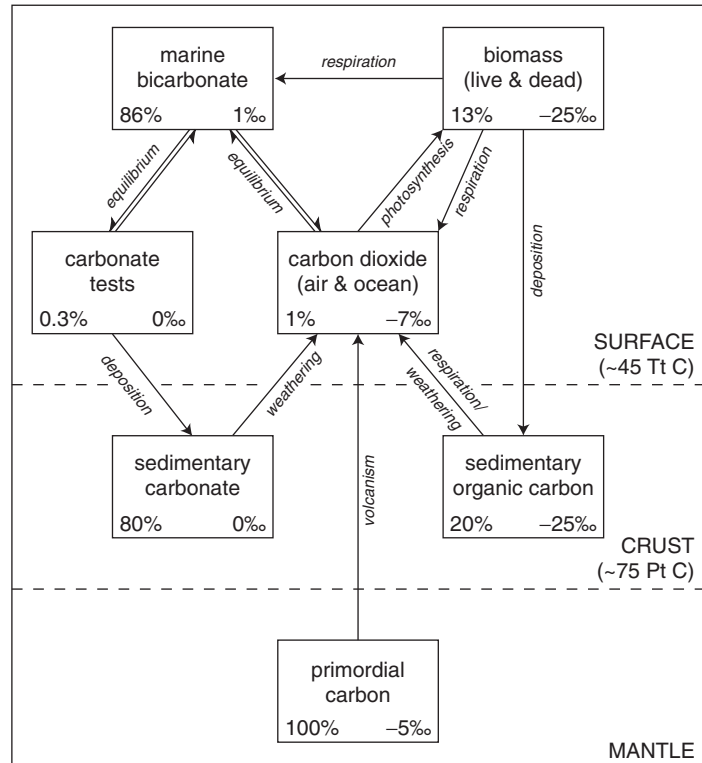 marine
bicarbonate
86% 1‰
respiration
biomass
(live & dead)
13% −25‰
equilibrium
equilibrium
photosynthesis
respiration
deposition
carbonate
tests
0.3% 0‰
carbon dioxide
(air & ocean)
1% −7‰
SURFACE
(~45 Tt C)
deposition
weathering
respiration/
weathering
volcanism
sedimentary
carbonate
80% 0‰
sedimentary
organic carbon
20% −25‰
CRUST
(~75 Pt C)
primordial
carbon
100% −5‰
MANTLE